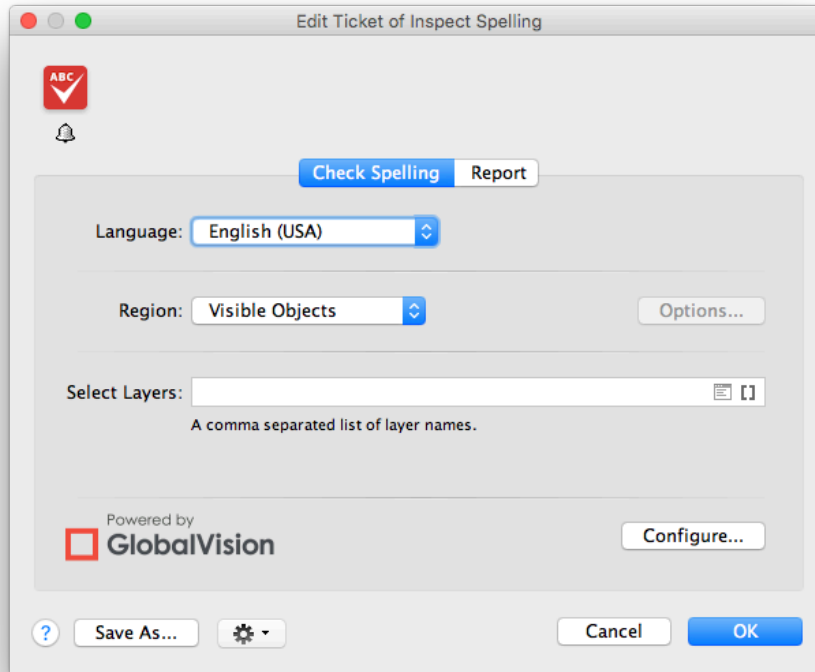 Edit Ticket of Inspect Spelling
ABC
Check Spelling Report
Language: English (USA)
Region: Visible Objects Options...
Select Layers:
A comma separated list of layer names.
Powered by
GlobalVision
Configure...
? Save As... Cancel OK